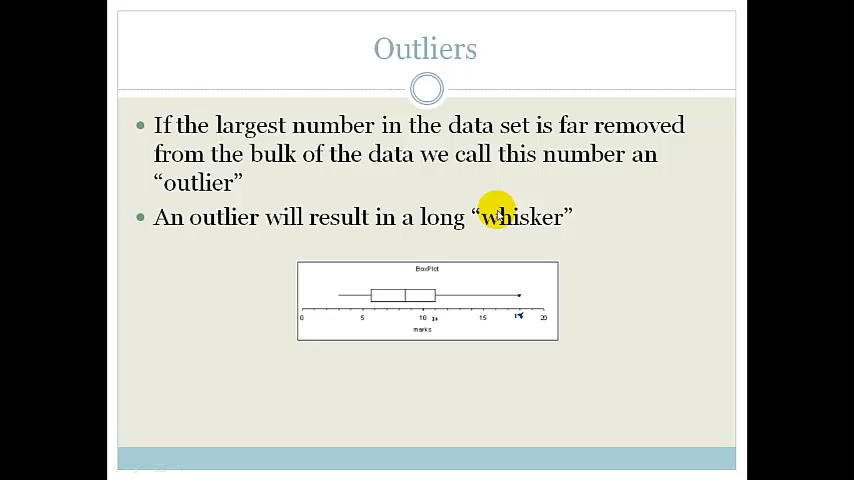 Outliers
If the largest number in the data set is far removed
from the bulk of the data we call this number an
“outlier”
An outlier will result in a long “whisker”
BoxPlot
0 5 10 15 20
marks